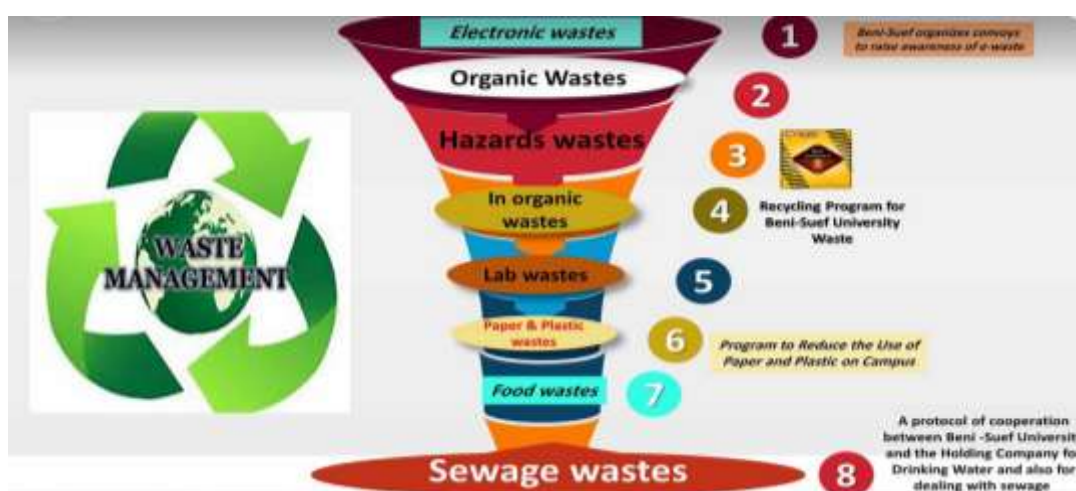 Electronic wastes
1
Beni-Suef organizes convoys
to raise awareness of e-waste
Organic Wastes
2
Hazards wastes
3
In organic
wastes
4
Recycling Program for
Beni-Suef University
Waste
WASTE
MANAGEMENT
Lab wastes
5
Paper & Plastic
wastes
6
Program to Reduce the Use of
Paper and Plastic on Campus
Food wastes
7
Sewage wastes
8
A protocol of cooperation
between Beni -Suef Universit
and the Holding Company fo
Drinking Water and also for
dealing with sewage